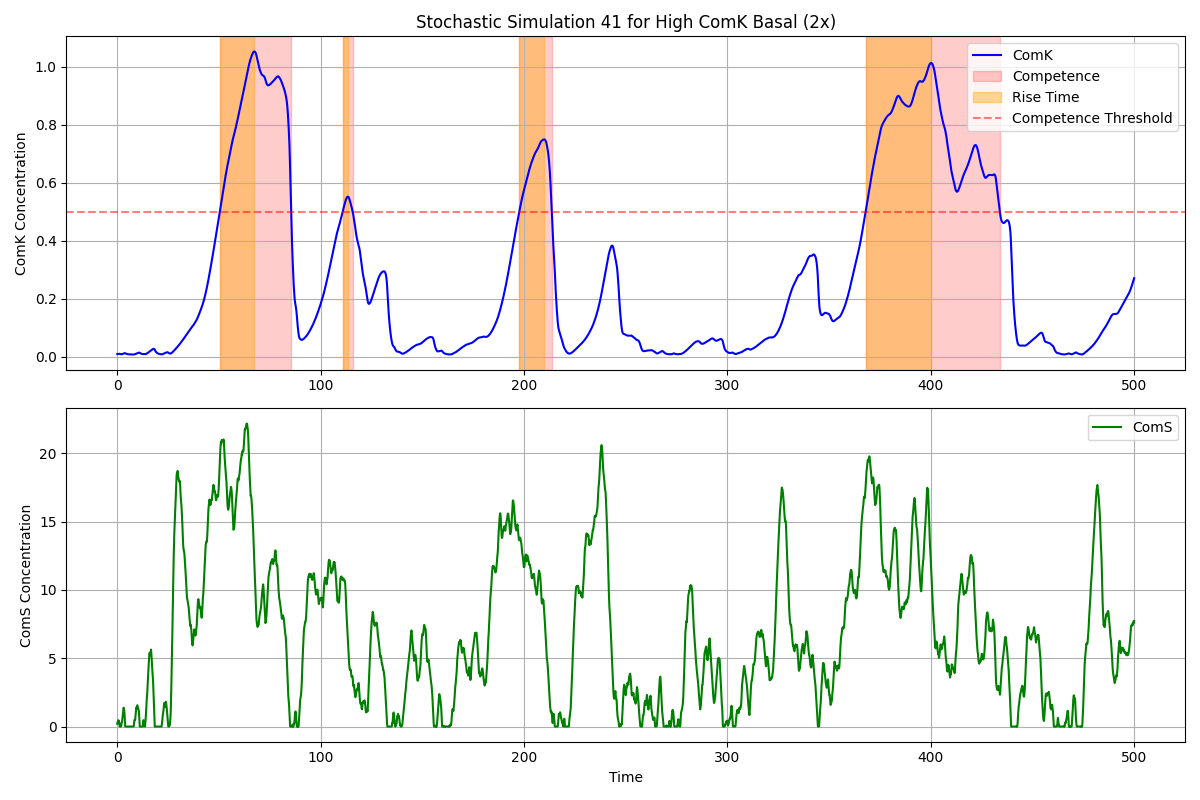 Stochastic Simulation 41 for High ComK Basal (2x)
ComK Concentration
1.0
0.8
0.6
0.4
0.2
0.0
ComK
Competence
Rise Time
Competence Threshold
0 100 200 300 400 500
ComS Concentration
20
15
10
5
0
ComS
0 100 200 300 400 500
Time